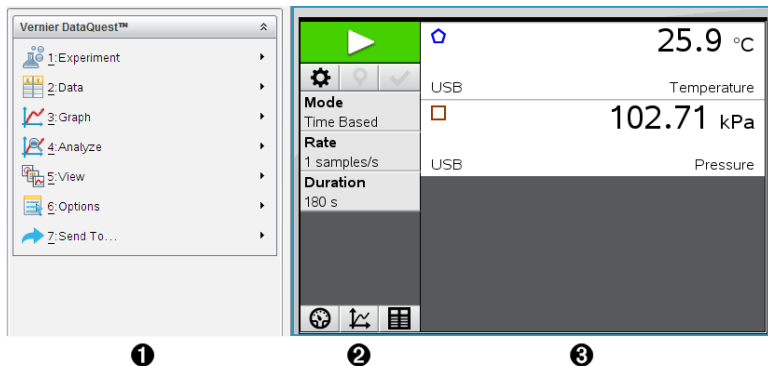 Vernier DataQuest™
1:Experiment
2:Data
3:Graph
4:Analyze
5:View
6:Options
7:Send To...
Mode
Time Based
Rate
1 samples/s
Duration
180 s
25.9 °C
USB Temperature
102.71 kPa
USB Pressure
❶ ❷ ❸